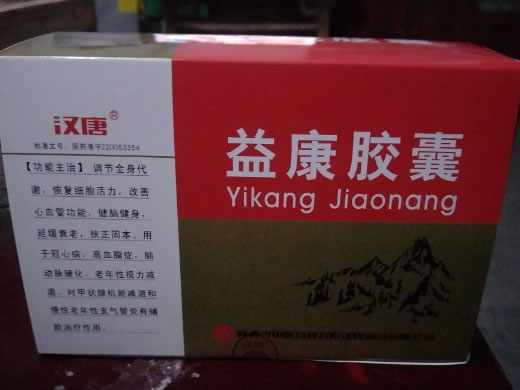 汉唐®
批准文号：国药准字Z20053354
【功能主治】 调节全身代
谢，恢复细胞活力，改善
心血管功能，健脑健身，
延缓衰老，扶正固本。用
于冠心病，高血脂症，脑
动脉硬化，老年性视力减
退，对甲状腺机能减退和
慢性老年性支气管炎有辅
助治疗作用。
益康胶囊
Yikang Jiaonang